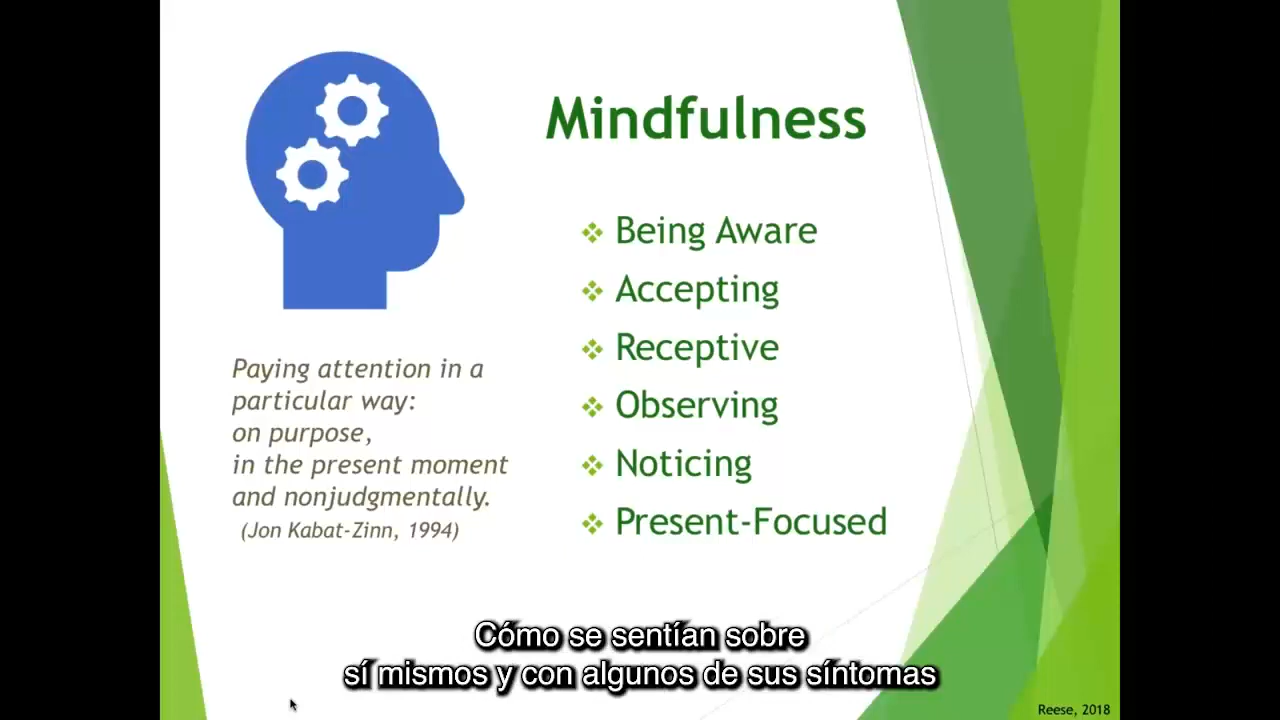 Mindfulness
Being Aware
Accepting
Receptive
Observing
Noticing
Present-Focused
Paying attention in a
particular way:
on purpose,
in the present moment
and nonjudgmentally.
(Jon Kabat-Zinn, 1994)
Cómo se sentían sobre
sí mismos y con algunos de sus síntomas
Reese, 2018